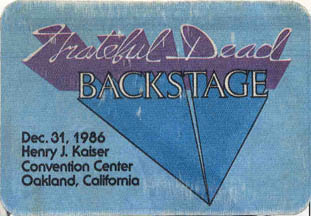 Grateful Dead
BACKSTAGE
Dec. 31, 1986
Henry J. Kaiser
Convention Center
Oakland, California